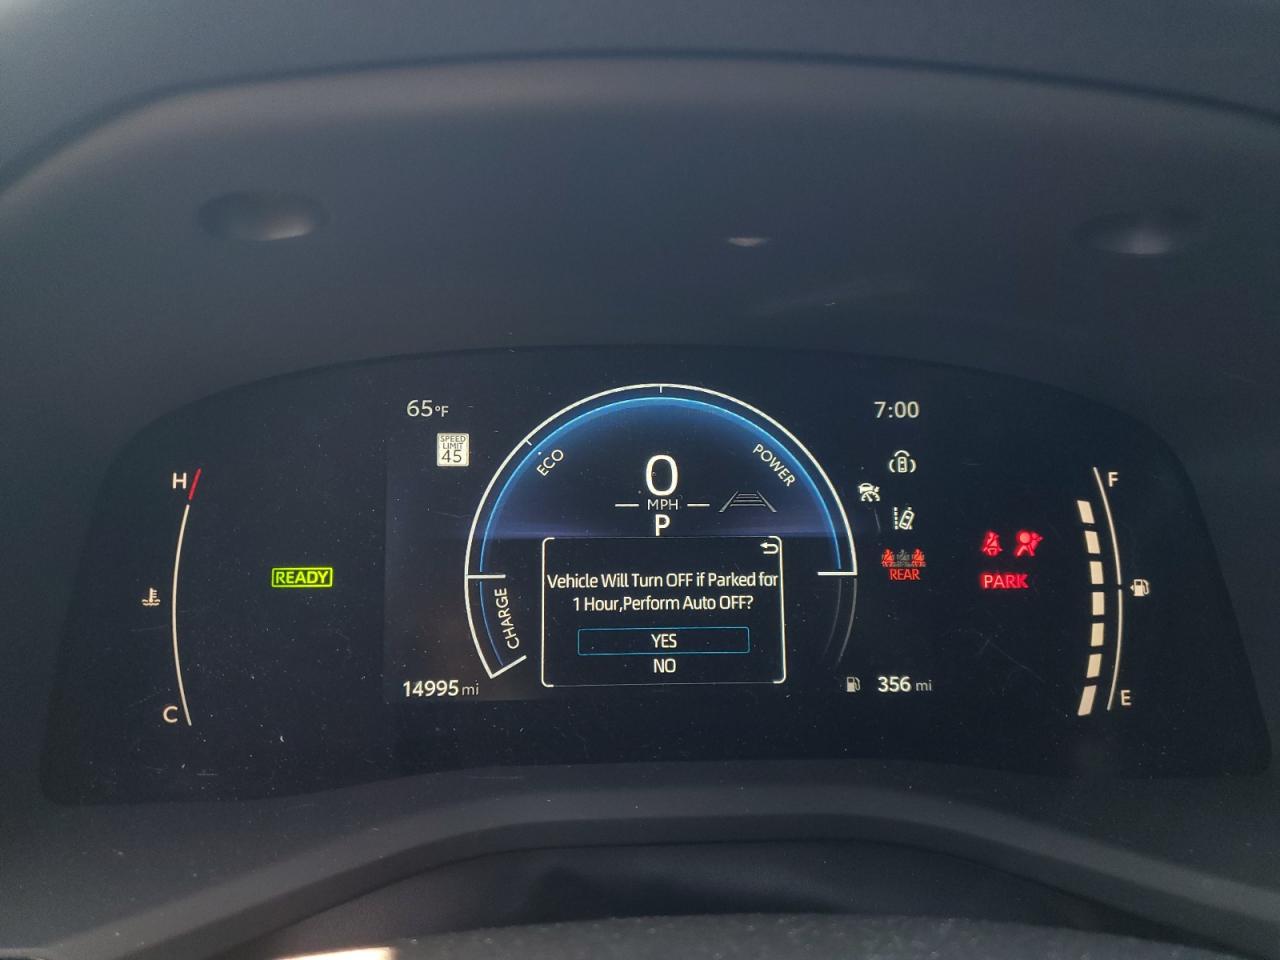 65°F
7:00
SPEED
LIMIT
45
ECO
POWER
H
F
0
MPH
P
READY
Vehicle Will Turn OFF if Parked for
1 Hour,Perform Auto OFF?
YES
NO
CHARGE
REAR
PARK
C
14995 mi
356 mi
E